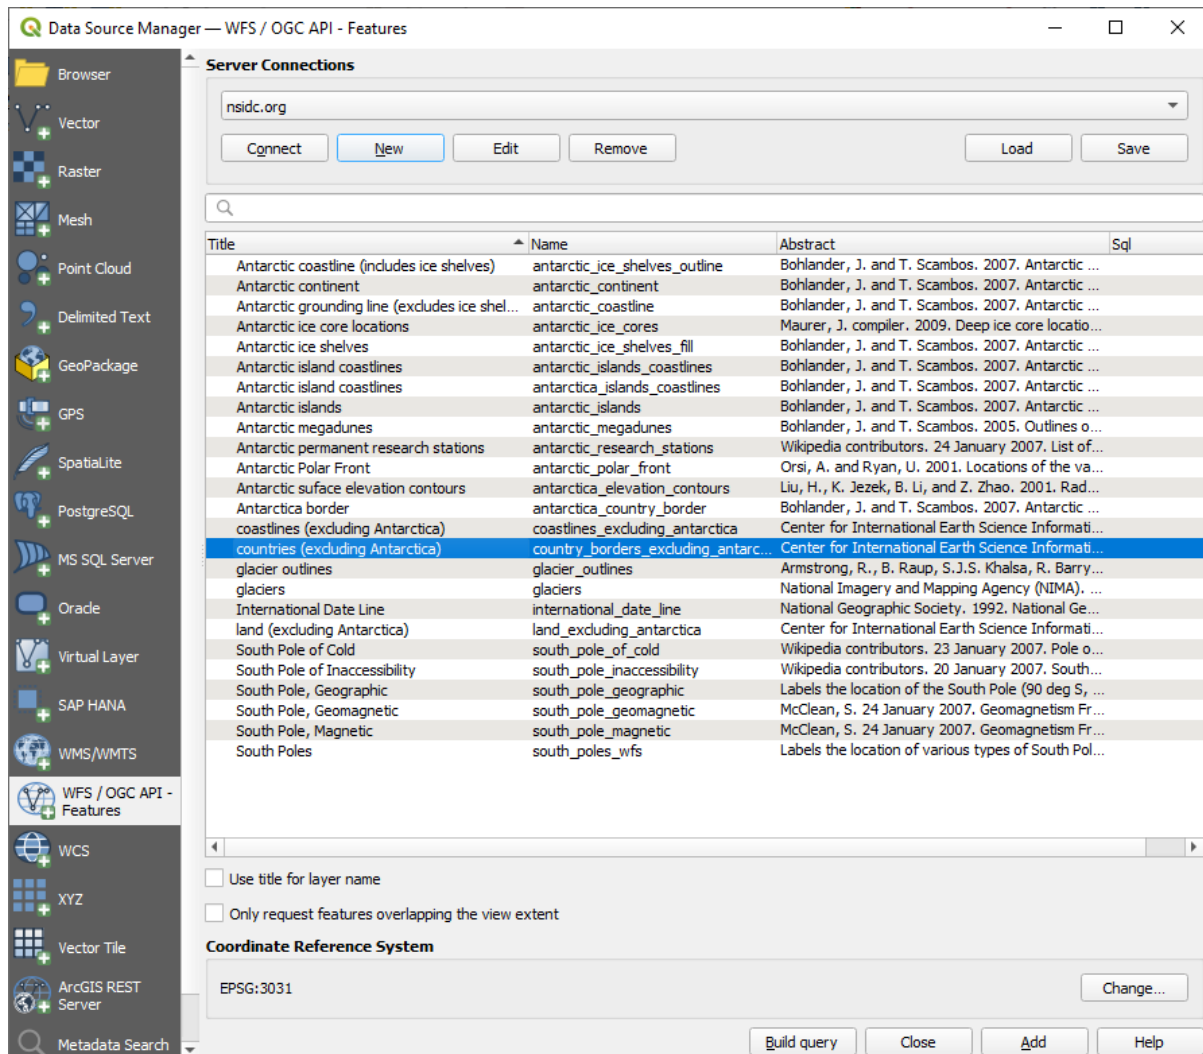 Data Source Manager — WFS / OGC API - Features
Browser
Vector
Raster
Mesh
Point Cloud
Delimited Text
GeoPackage
GPS
SpatiaLite
PostgreSQL
MS SQL Server
Oracle
Virtual Layer
SAP HANA
WMS/WMTS
WFS / OGC API -
Features
WCS
XYZ
Vector Tile
ArcGIS REST
Server
Metadata Search
Server Connections
nsidc.org
Connect New Edit Remove Load Save
Title Name Abstract Sql
Antarctic coastline (includes ice shelves) antarctic_ice_shelves_outline Bohlander, J. and T. Scambos. 2007. Antarctic ...
Antarctic continent antarctic_continent Bohlander, J. and T. Scambos. 2007. Antarctic ...
Antarctic grounding line (excludes ice shel... antarctic_coastline Bohlander, J. and T. Scambos. 2007. Antarctic ...
Antarctic ice core locations antarctic_ice_cores Maurer, J. compiler. 2009. Deep ice core locatio...
Antarctic ice shelves antarctic_ice_shelves_fill Bohlander, J. and T. Scambos. 2007. Antarctic ...
Antarctic island coastlines antarctic_islands_coastlines Bohlander, J. and T. Scambos. 2007. Antarctic ...
Antarctic island coastlines antarctica_islands_coastlines Bohlander, J. and T. Scambos. 2007. Antarctic ...
Antarctic islands antarctic_islands Bohlander, J. and T. Scambos. 2007. Antarctic ...
Antarctic megadunes antarctic_megadunes Bohlander, J. and T. Scambos. 2005. Outlines o...
Antarctic permanent research stations antarctic_research_stations Wikipedia contributors. 24 January 2007. List of...
Antarctic Polar Front antarctic_polar_front Orsi, A. and Ryan, U. 2001. Locations of the va...
Antarctic suface elevation contours antarctica_elevation_contours Liu, H., K. Jezek, B. Li, and Z. Zhao. 2001. Rad...
Antarctica border antarctica_country_border Bohlander, J. and T. Scambos. 2007. Antarctic ...
coastlines (excluding Antarctica) coastlines_excluding_antarctica Center for International Earth Science Informati...
countries (excluding Antarctica) country_borders_excluding_antarc... Center for International Earth Science Informati...
glacier outlines glacier_outlines Armstrong, R., B. Raup, S.J.S. Khalsa, R. Barry...
glaciers glaciers National Imagery and Mapping Agency (NIMA). ...
International Date Line international_date_line National Geographic Society. 1992. National Ge...
land (excluding Antarctica) land_excluding_antarctica Center for International Earth Science Informati...
South Pole of Cold south_pole_of_cold Wikipedia contributors. 23 January 2007. Pole o...
South Pole of Inaccessibility south_pole_inaccessibility Wikipedia contributors. 20 January 2007. South...
South Pole, Geographic south_pole_geographic Labels the location of the South Pole (90 deg S, ...
South Pole, Geomagnetic south_pole_geomagnetic McClean, S. 24 January 2007. Geomagnetism Fr...
South Pole, Magnetic south_pole_magnetic McClean, S. 24 January 2007. Geomagnetism Fr...
South Poles south_poles_wfs Labels the location of various types of South Pol...
Use title for layer name
Only request features overlapping the view extent
Coordinate Reference System
EPSG:3031 Change...
Build query Close Add Help